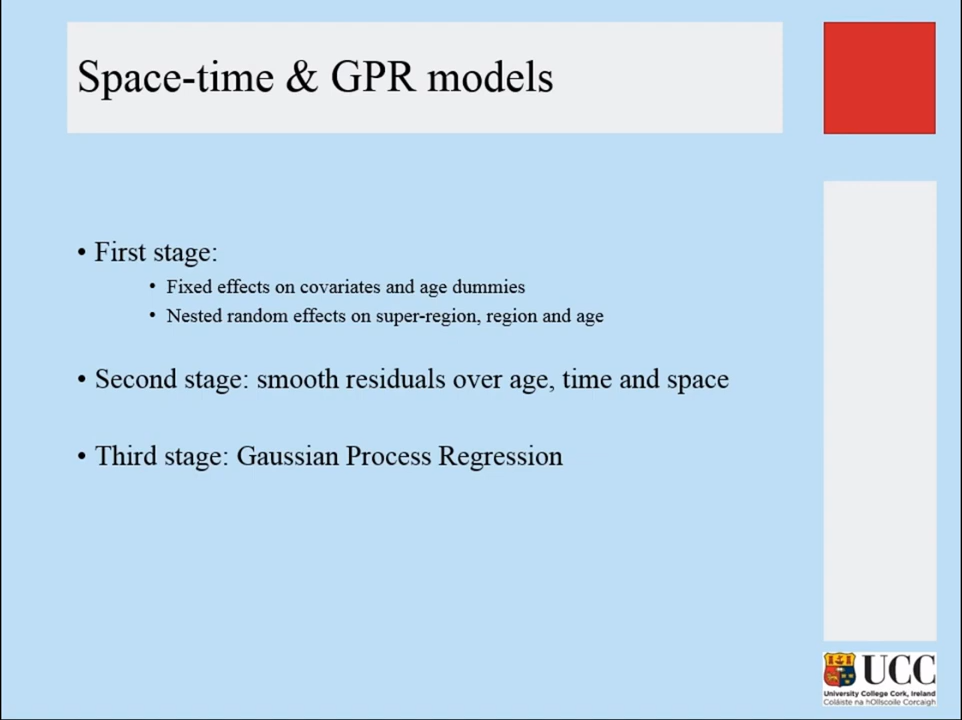 Space-time & GPR models
• First stage:
• Fixed effects on covariates and age dummies
• Nested random effects on super-region, region and age
• Second stage: smooth residuals over age, time and space
• Third stage: Gaussian Process Regression
UCC
University College Cork, Ireland
Coláiste na hOllscoile Corcaigh